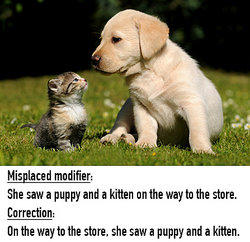 Misplaced modifier:
She saw a puppy and a kitten on the way to the store.
Correction:
On the way to the store, she saw a puppy and a kitten.